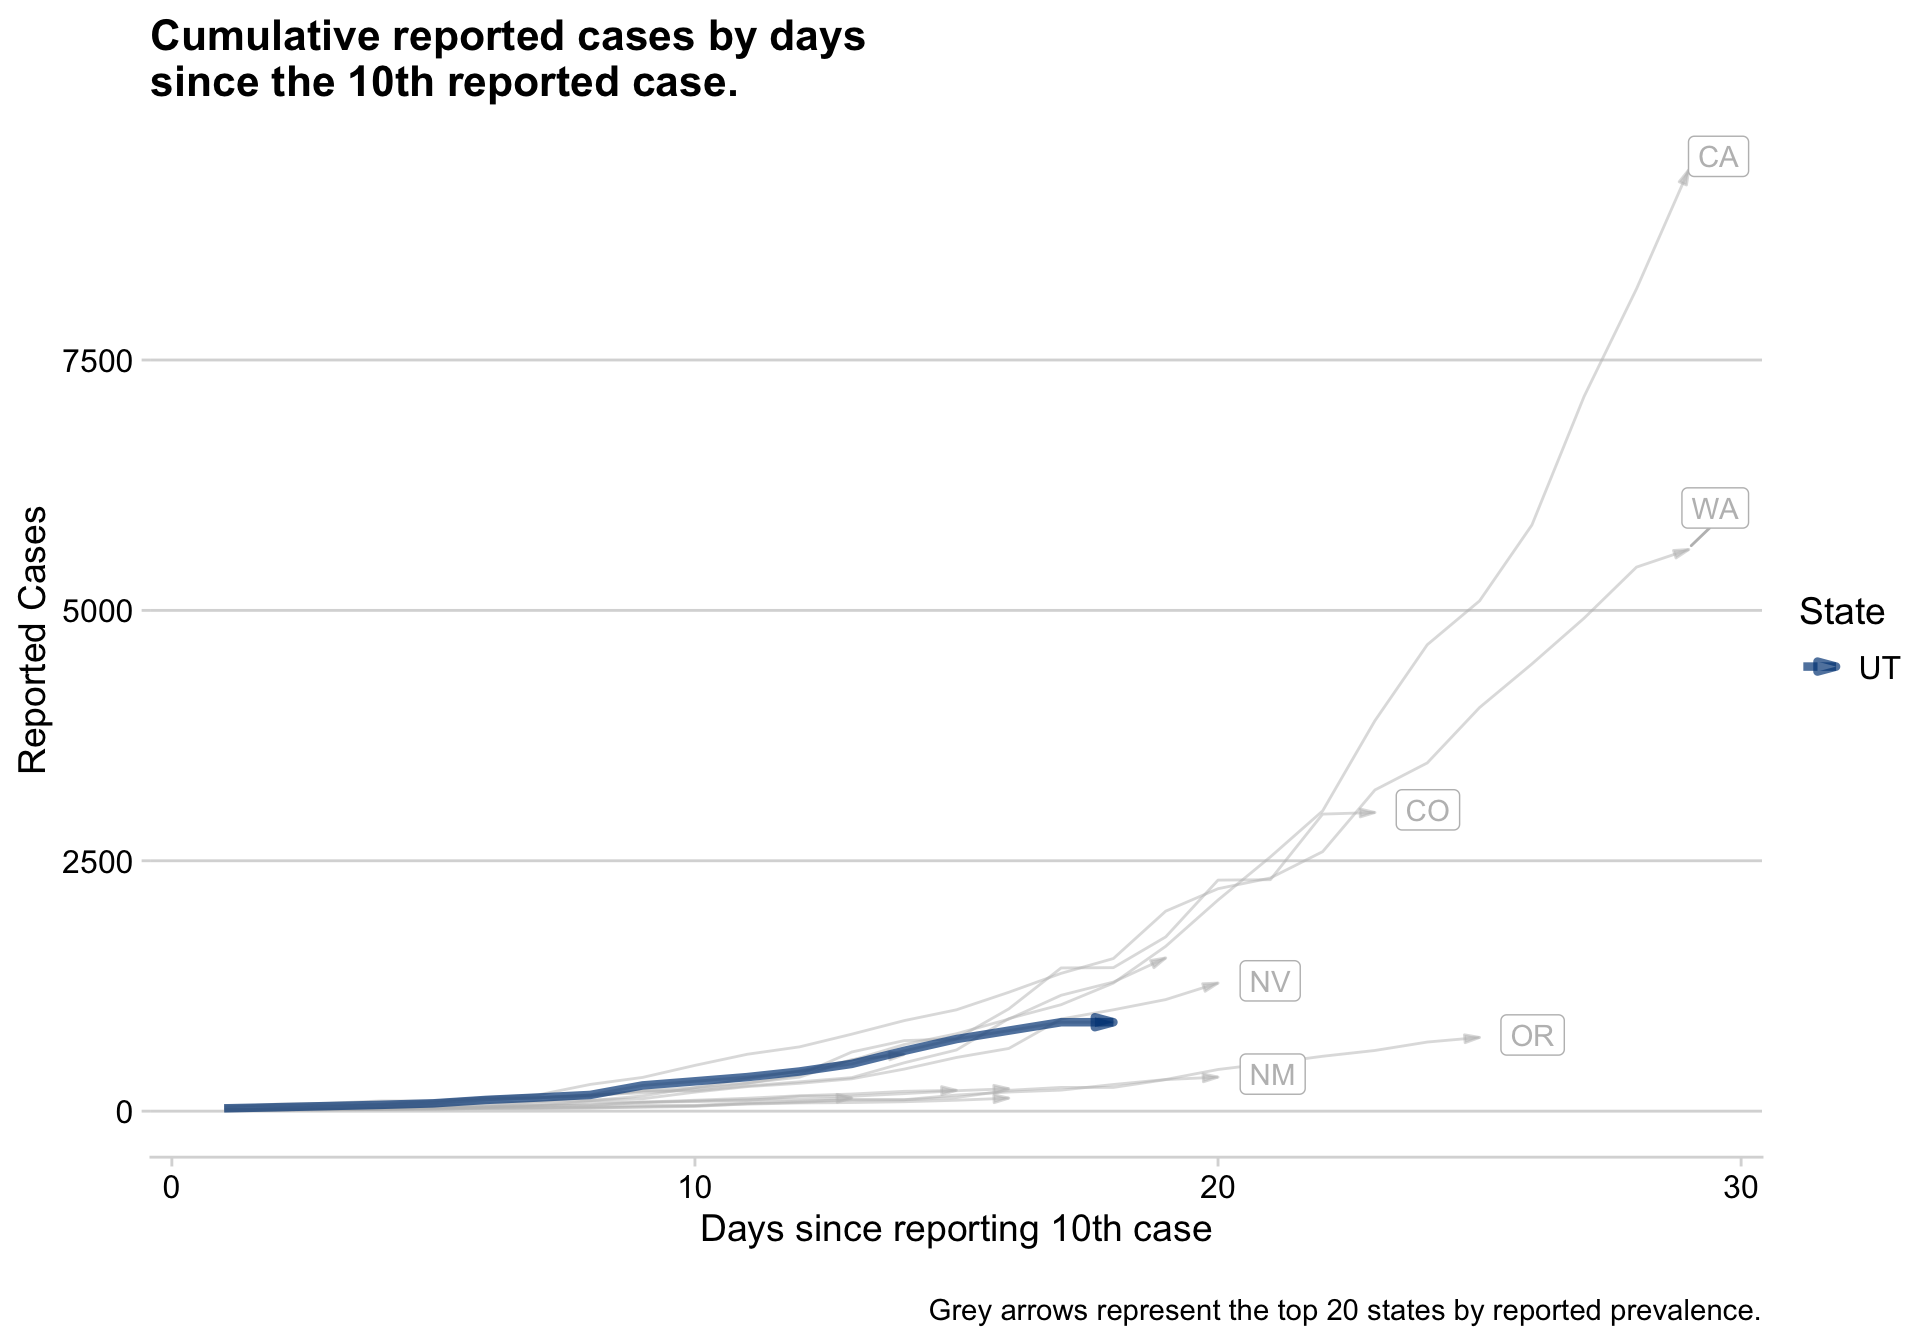 Cumulative reported cases by days
since the 10th reported case.
CA
7500
WA
5000
Reported Cases
State
UT
CO
2500
NV
OR
NM
0
0 10 20 30
Days since reporting 10th case
Grey arrows represent the top 20 states by reported prevalence.